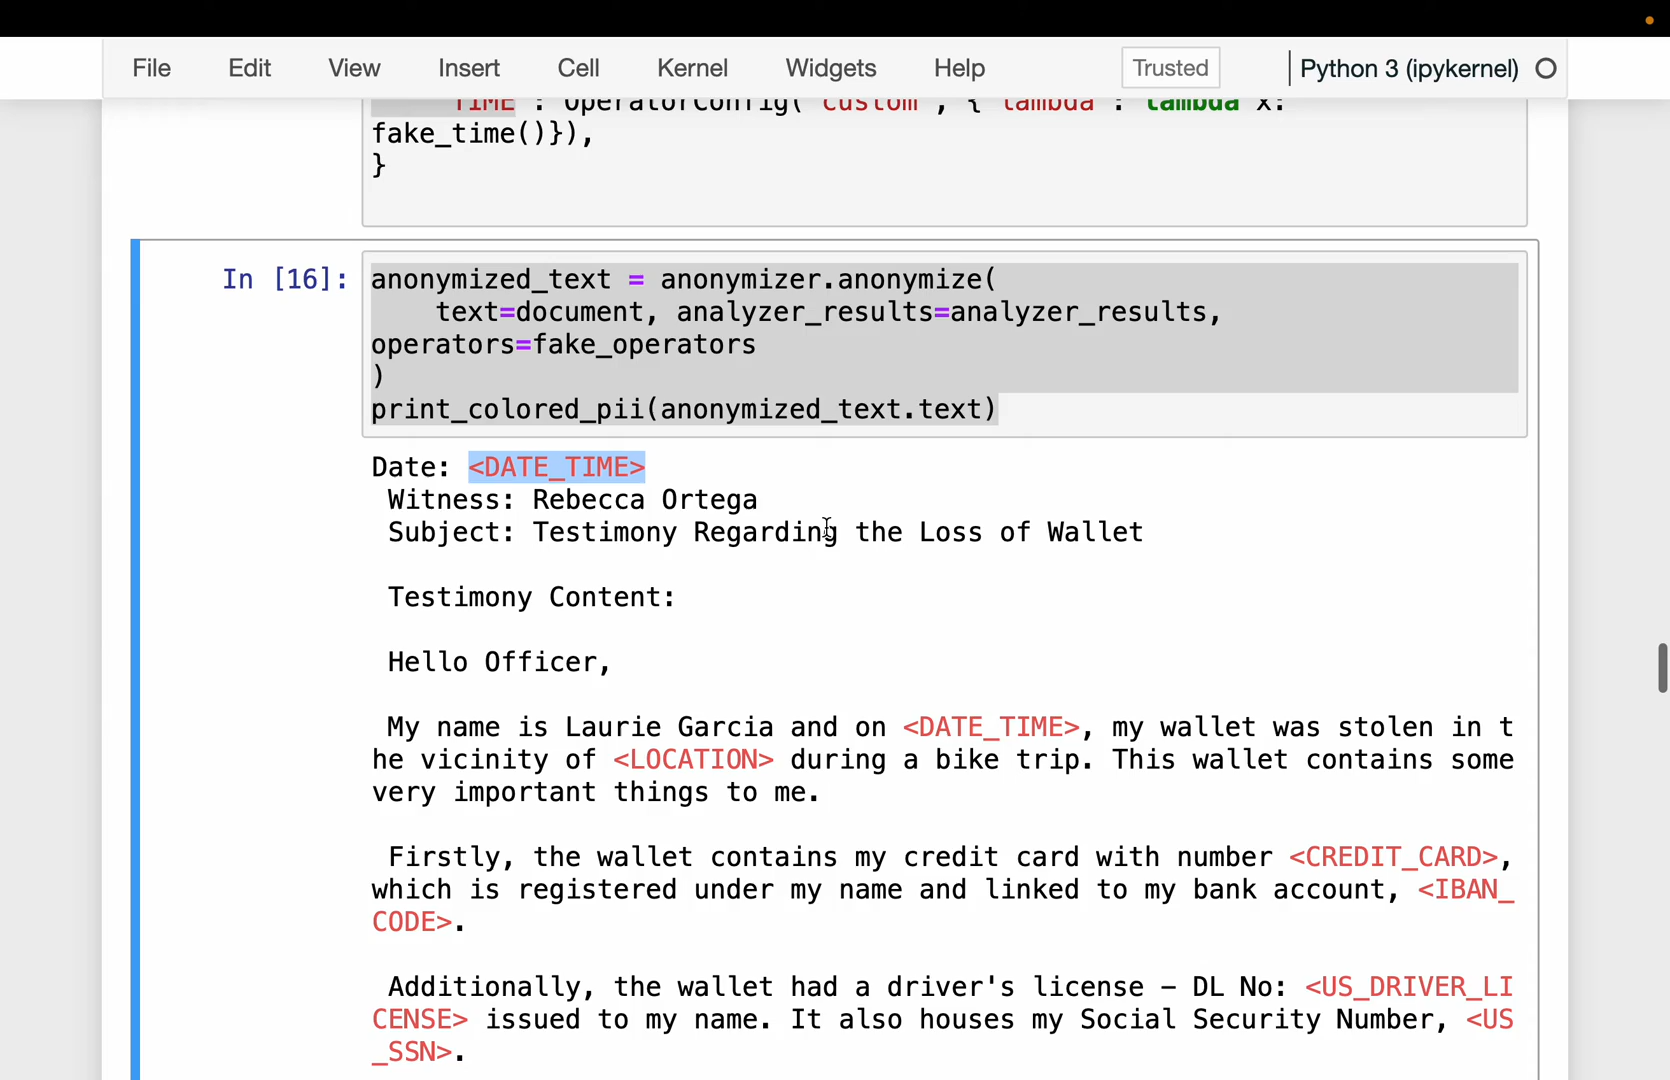 File Edit View Insert Cell Kernel Widgets Help Trusted Python 3 (ipykernel)
"TIME": OperatorConfig("custom", {"lambda": lambda x:
fake_time()}),
}
In [16]: anonymized_text = anonymizer.anonymize(
text=document, analyzer_results=analyzer_results,
operators=fake_operators
)
print_colored_pii(anonymized_text.text)
Date: <DATE_TIME>
Witness: Rebecca Ortega
Subject: Testimony Regarding the Loss of Wallet
Testimony Content:
Hello Officer,
My name is Laurie Garcia and on <DATE_TIME>, my wallet was stolen in t
he vicinity of <LOCATION> during a bike trip. This wallet contains some
very important things to me.
Firstly, the wallet contains my credit card with number <CREDIT_CARD>,
which is registered under my name and linked to my bank account, <IBAN_
CODE>.
Additionally, the wallet had a driver's license – DL No: <US_DRIVER_LI
CENSE> issued to my name. It also houses my Social Security Number, <US
_SSN>.